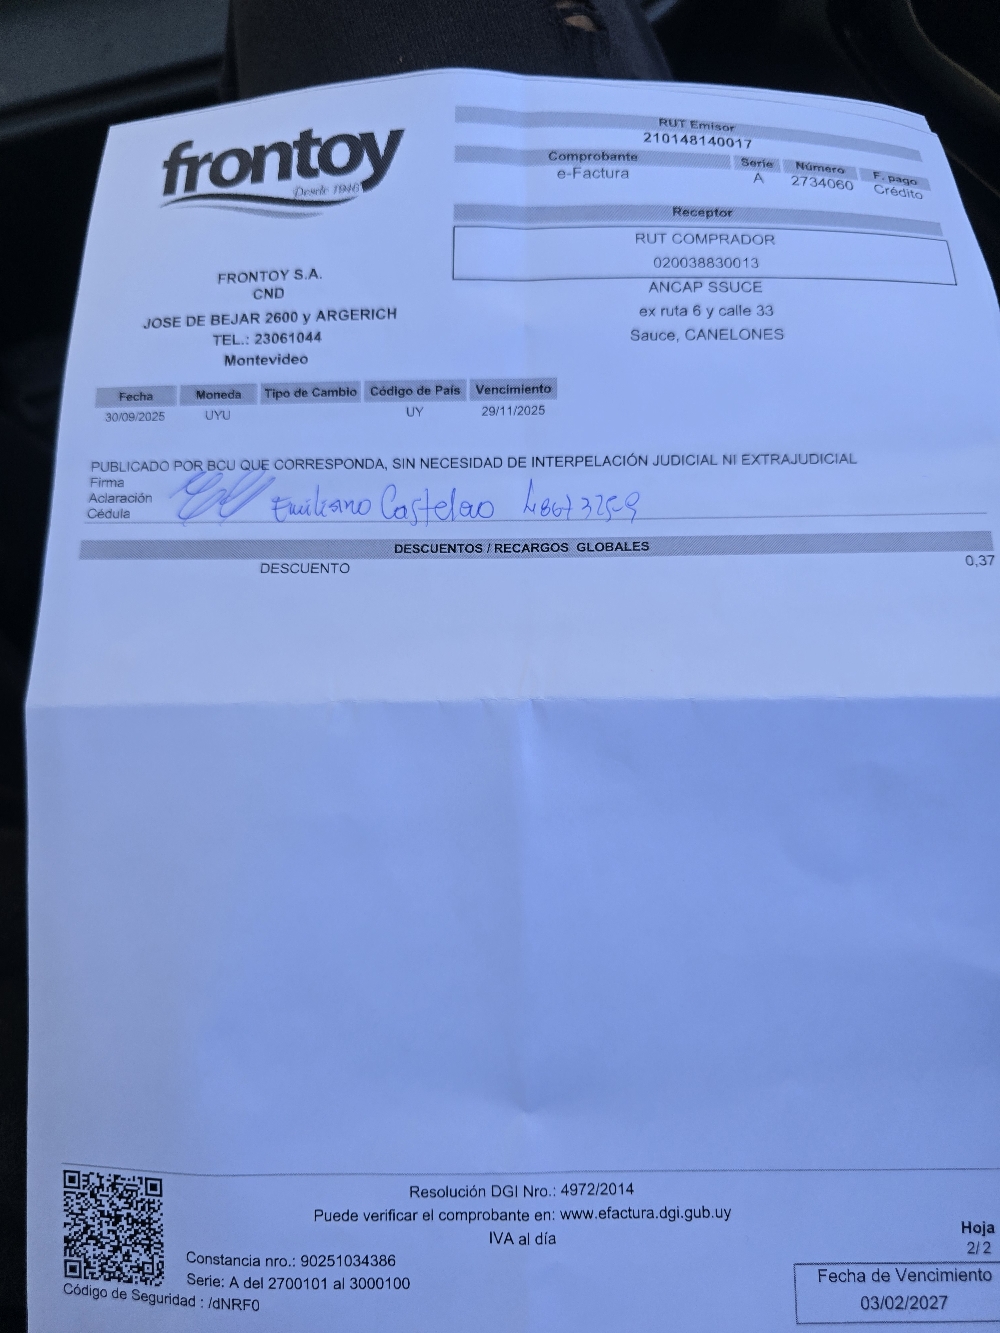 frontoy
Desde 1946
FRONTOY S.A.
CND
JOSE DE BEJAR 2600 y ARGERICH
TEL.: 23061044
Montevideo
RUT Emisor
210148140017
Comprobante Serie Número F. pago
e-Factura A 2734060 Crédito
Receptor
RUT COMPRADOR
020038830013
ANCAP SSUCE
ex ruta 6 y calle 33
Sauce, CANELONES
Fecha Moneda Tipo de Cambio Código de País Vencimiento
30/09/2025 UYU UY 29/11/2025
PUBLICADO POR BCU QUE CORRESPONDA, SIN NECESIDAD DE INTERPELACIÓN JUDICIAL NI EXTRAJUDICIAL
Firma
Aclaración
Cédula
Emiliano Castelao
DESCUENTOS / RECARGOS GLOBALES
DESCUENTO 0,37
Resolución DGI Nro.: 4972/2014
Puede verificar el comprobante en: www.efactura.dgi.gub.uy
IVA al día
Constancia nro.: 90251034386
Serie: A del 2700101 al 3000100
Código de Seguridad : /dNRF0
Hoja
2/2
Fecha de Vencimiento
03/02/2027